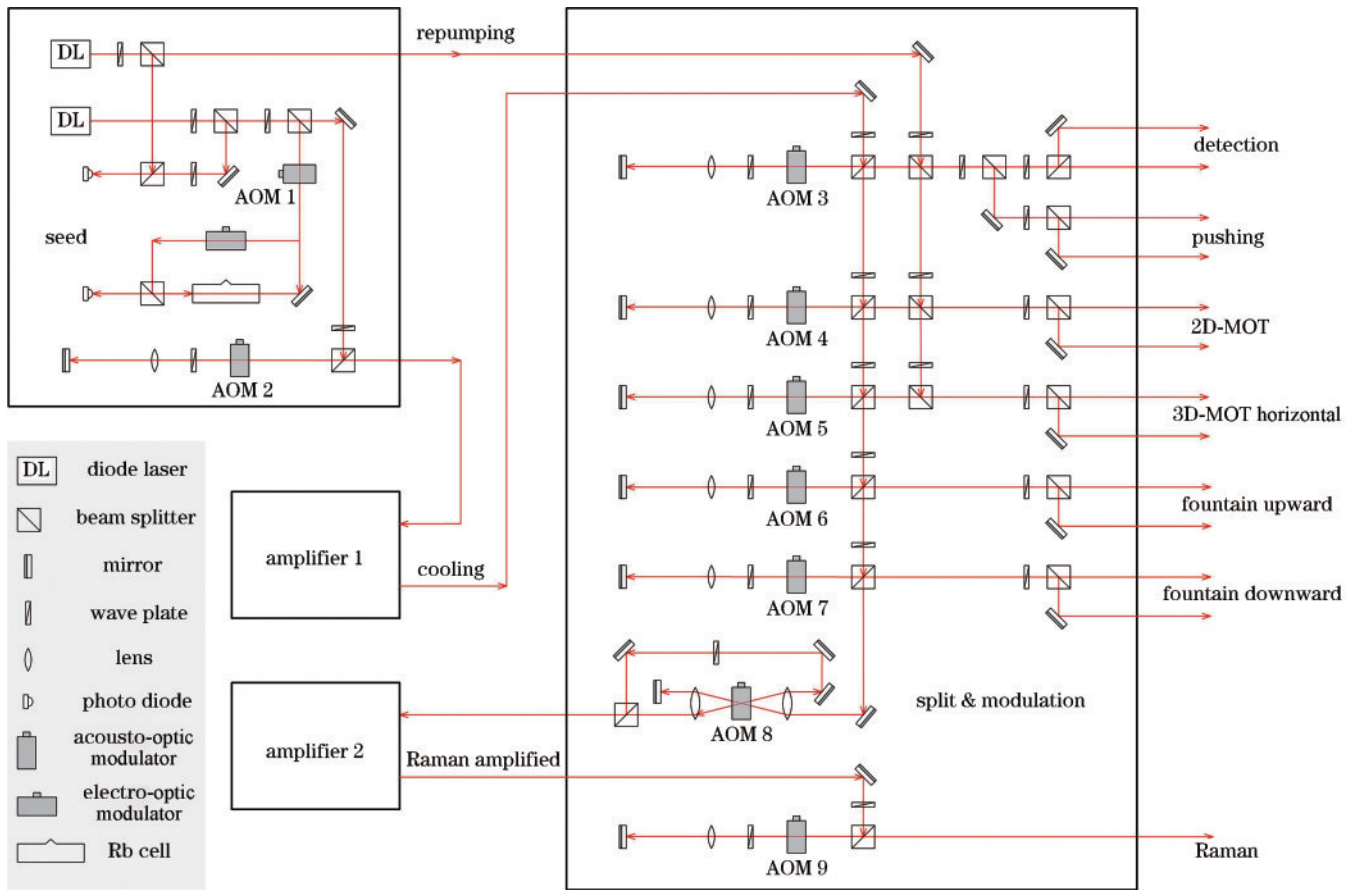 DL
repumping
DL
AOM 1
seed
AOM 2
detection
AOM 3
pushing
AOM 4
2D-MOT
AOM 5
3D-MOT horizontal
AOM 6
fountain upward
AOM 7
fountain downward
amplifier 1
cooling
AOM 8
split & modulation
amplifier 2
Raman amplified
AOM 9
Raman
DL
diode laser
beam splitter
mirror
wave plate
lens
photo diode
acousto-optic
modulator
electro-optic
modulator
Rb cell